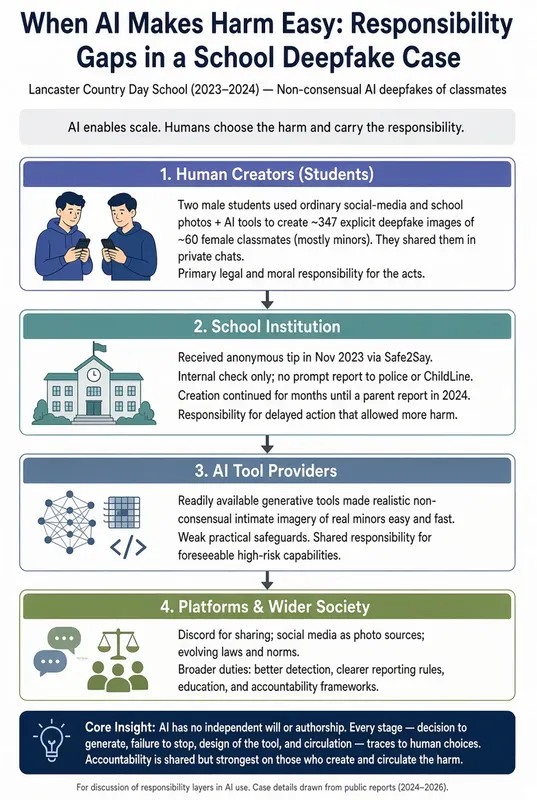 When AI Makes Harm Easy: Responsibility
Gaps in a School Deepfake Case
Lancaster Country Day School (2023–2024) — Non-consensual AI deepfakes of classmates
AI enables scale. Humans choose the harm and carry the responsibility.
1. Human Creators (Students)
Two male students used ordinary social-media and school
photos + AI tools to create ~347 explicit deepfake images of
~60 female classmates (mostly minors). They shared them in
private chats.
Primary legal and moral responsibility for the acts.
2. School Institution
Received anonymous tip in Nov 2023 via Safe2Say.
Internal check only; no prompt report to police or ChildLine.
Creation continued for months until a parent report in 2024.
Responsibility for delayed action that allowed more harm.
3. AI Tool Providers
Readily available generative tools made realistic non-
consensual intimate imagery of real minors easy and fast.
Weak practical safeguards. Shared responsibility for
foreseeable high-risk capabilities.
4. Platforms & Wider Society
Discord for sharing; social media as photo sources;
evolving laws and norms.
Broader duties: better detection, clearer reporting rules,
education, and accountability frameworks.
Core Insight: AI has no independent will or authorship. Every stage — decision to
generate, failure to stop, design of the tool, and circulation — traces to human choices.
Accountability is shared but strongest on those who create and circulate the harm.
For discussion of responsibility layers in AI use. Case details drawn from public reports (2024–2026).